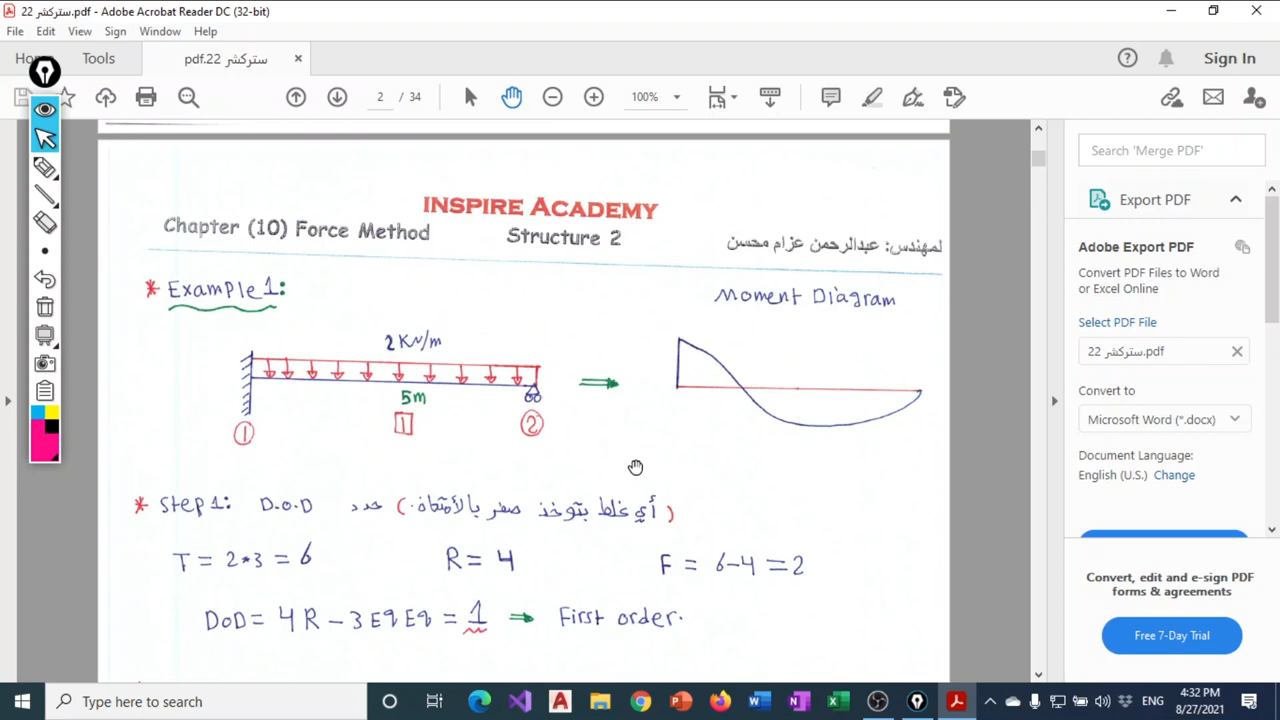 22 ستركشر.pdf - Adobe Acrobat Reader DC (32-bit)
File Edit View Sign Window Help
Tools
22 ستركشر.pdf
Sign In
2 / 34
100%
Search 'Merge PDF'
Export PDF
Adobe Export PDF
Convert PDF Files to Word
or Excel Online
Select PDF File
22 ستركشر.pdf
Convert to
Microsoft Word (*.docx)
Document Language:
English (U.S.) Change
Convert, edit and e-sign PDF
forms & agreements
Free 7-Day Trial
INSPIRE ACADEMY
Chapter (10) Force Method
Structure 2
لمهندس: عبدالرحمن عزام محسن
* Example 1:
Moment Diagram
2 KN/m
5m
1
1
2
* Step 1: D.O.D حدد (أي غلط بتوخذ صفر بالأمتحان.)
T = 2*3 = 6
R = 4
F = 6-4 = 2
DoD = 4 R - 3 Eq Eq = 1 ⇒ First order.
Type here to search
ENG
4:32 PM
8/27/2021